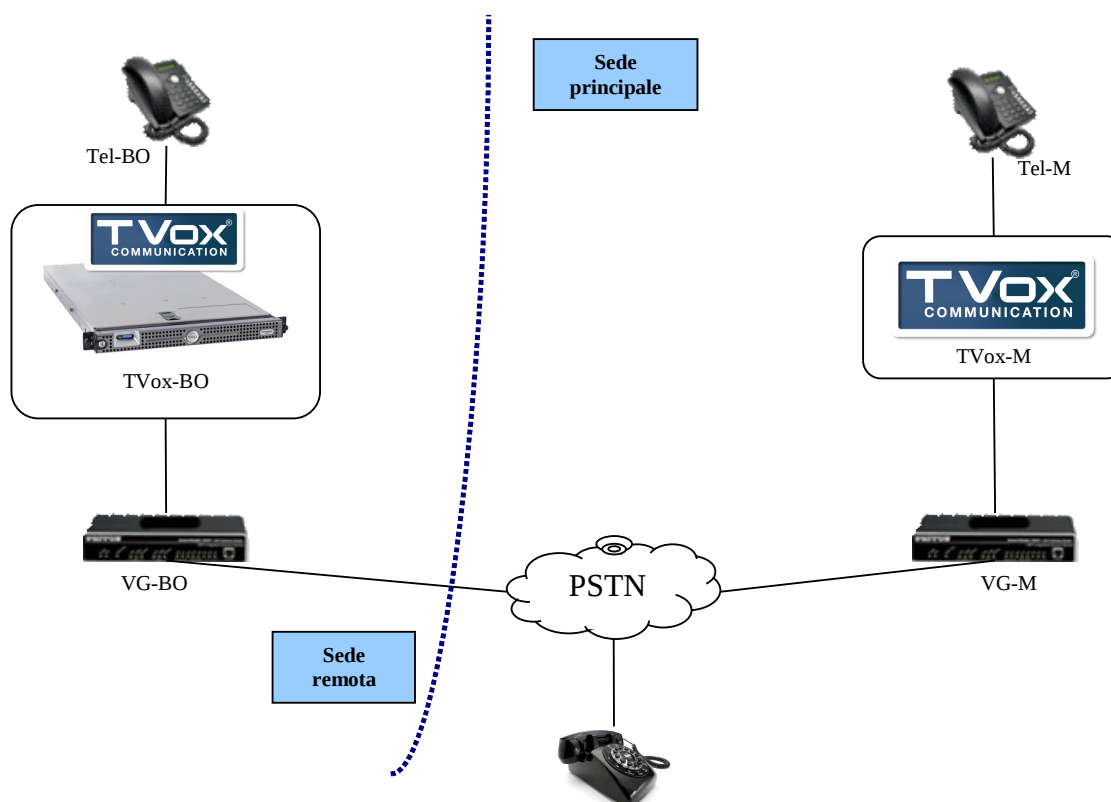 Sede
principale
Tel-BO
Tel-M
TVOX®
COMMUNICATION
TVox-BO
TVOX®
COMMUNICATION
TVox-M
VG-BO
PSTN
VG-M
Sede
remota